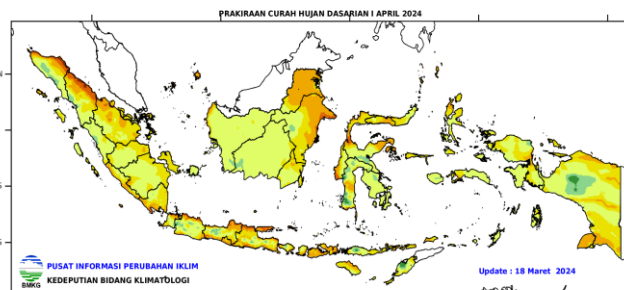 PRAKIRAAN CURAH HUJAN DASARIAN I APRIL 2024
PUSAT INFORMASI PERUBAHAN IKLIM
KEDEPUTIAN BIDANG KLIMATOLOGI
BMKG
Update : 18 Maret 2024